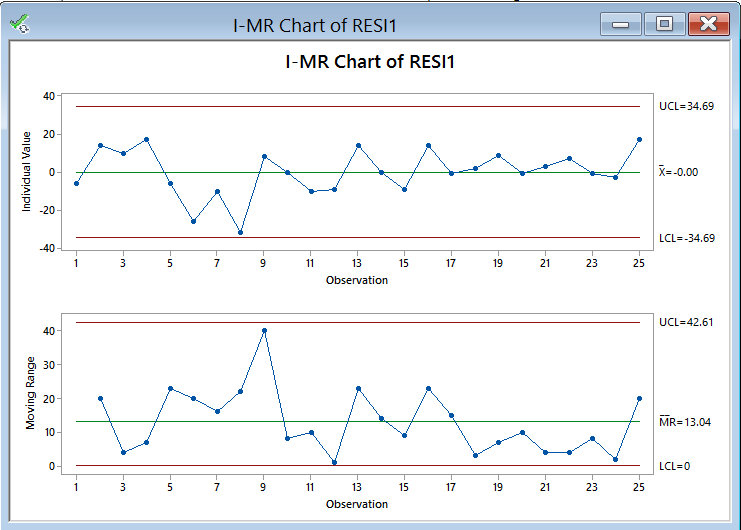 I-MR Chart of RESI1
I-MR Chart of RESI1
40
20
0
-20
-40
Individual Value
UCL=34.69
X̄=-0.00
LCL=-34.69
1 3 5 7 9 11 13 15 17 19 21 23 25
Observation
40
30
20
10
0
Moving Range
UCL=42.61
M̄R̄=13.04
LCL=0
1 3 5 7 9 11 13 15 17 19 21 23 25
Observation